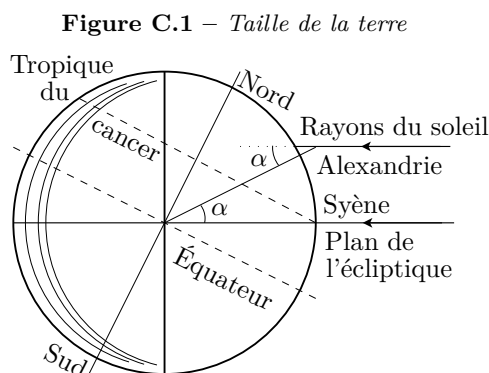 Figure C.1 – Taille de la terre
Tropique
du
cancer
Nord
Rayons du soleil
α
Alexandrie
Syène
α
Plan de
l'écliptique
Équateur
Sud